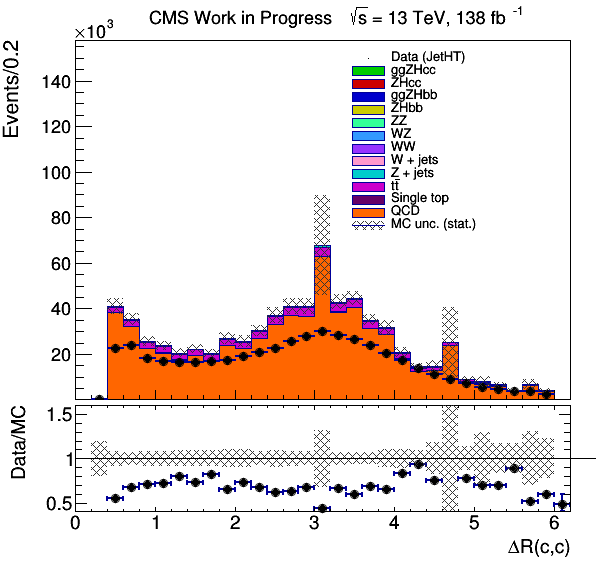 CMS Work in Progress √s = 13 TeV, 138 fb⁻¹
×10³
Events/0.2
140
120
100
80
60
40
20
Data (JetHT)
ggZHcc
ZHcc
ggZHbb
ZHbb
ZZ
WZ
WW
W + jets
Z + jets
tt̄
Single top
QCD
MC unc. (stat.)
Data/MC
1.5
1
0.5
0 1 2 3 4 5 6
ΔR(c,c)